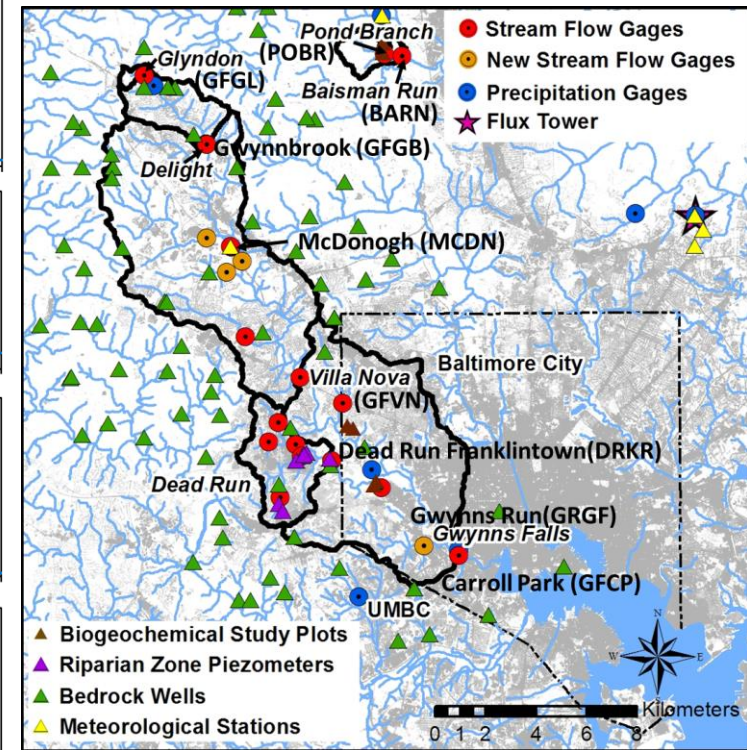 Pond Branch
(POBR)
Glyndon
(GFGL)
Baisman Run
(BARN)
Stream Flow Gages
New Stream Flow Gages
Precipitation Gages
Flux Tower
Gwynnbrook (GFGB)
Delight
McDonogh (MCDN)
Baltimore City
Villa Nova
(GFVN)
Dead Run Franklintown(DRKR)
Dead Run
Gwynns Run(GRGF)
Gwynns Falls
Carroll Park (GFCP)
UMBC
Biogeochemical Study Plots
Riparian Zone Piezometers
Bedrock Wells
Meteorological Stations
N
W E
S
Kilometers
0 1 2 4 6 8